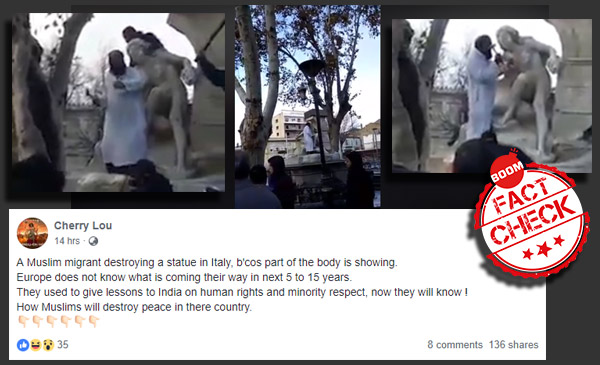 BOOM
FACT
CHECK
Cherry Lou
14 hrs ·
A Muslim migrant destroying a statue in Italy, b'cos part of the body is showing.
Europe does not know what is coming their way in next 5 to 15 years.
They used to give lessons to India on human rights and minority respect, now they will know !
How Muslims will destroy peace in there country.
👇🏻👇🏻👇🏻👇🏻👇🏻👇🏻
35
8 comments 136 shares